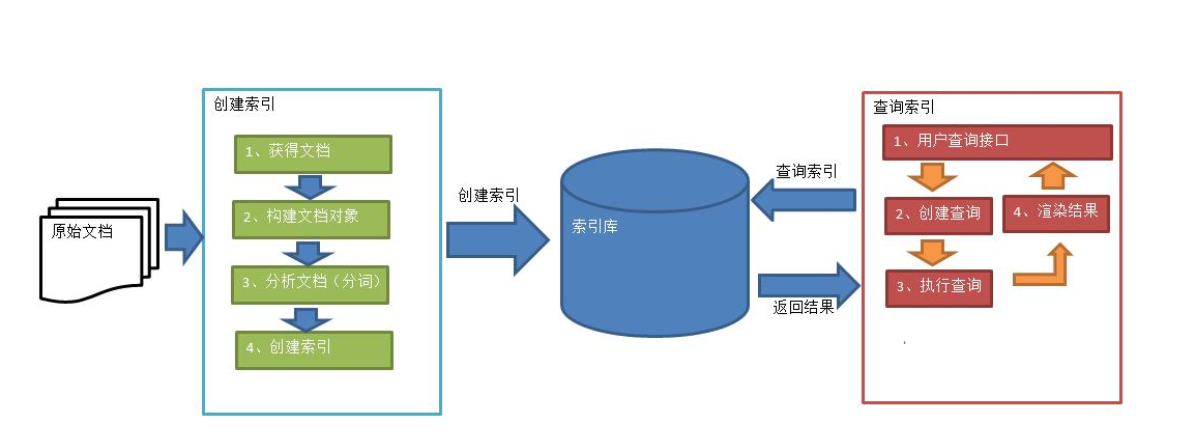 原始文档
创建索引
1、获得文档
2、构建文档对象
3、分析文档（分词）
4、创建索引
创建索引
索引库
查询索引
返回结果
查询索引
1、用户查询接口
2、创建查询
4、渲染结果
3、执行查询